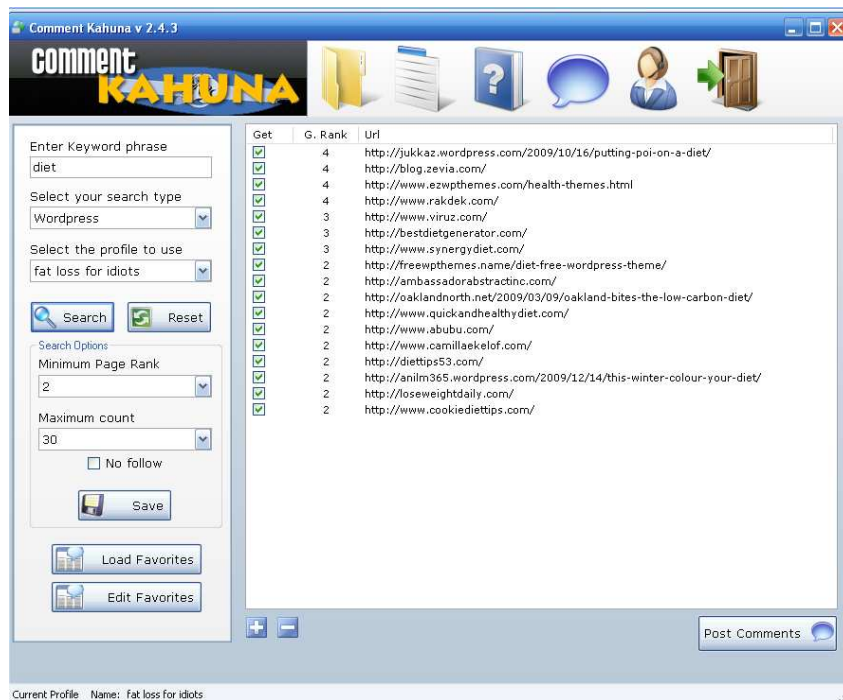 Comment Kahuna v 2.4.3
comment
KAHUNA
Enter Keyword phrase
diet
Select your search type
Wordpress
Select the profile to use
fat loss for idiots
Search Reset
Search Options
Minimum Page Rank
2
Maximum count
30
No follow
Save
Load Favorites
Edit Favorites
Get G. Rank Url
4 http://jukkaz.wordpress.com/2009/10/16/putting-poi-on-a-diet/
4 http://blog.zevia.com/
4 http://www.ezwpthemes.com/health-themes.html
4 http://www.rakdek.com/
3 http://www.viruz.com/
3 http://bestdietgenerator.com/
3 http://www.synergydiet.com/
2 http://freewpthemes.name/diet-free-wordpress-theme/
2 http://ambassadorabstractinc.com/
2 http://oaklandnorth.net/2009/03/09/oakland-bites-the-low-carbon-diet/
2 http://www.quickandhealthydiet.com/
2 http://www.abubu.com/
2 http://www.camillaekelof.com/
2 http://diettips53.com/
2 http://anilm365.wordpress.com/2009/12/14/this-winter-colour-your-diet/
2 http://loseweightdaily.com/
2 http://www.cookiediettips.com/
Post Comments
Current Profile Name: fat loss for idiots